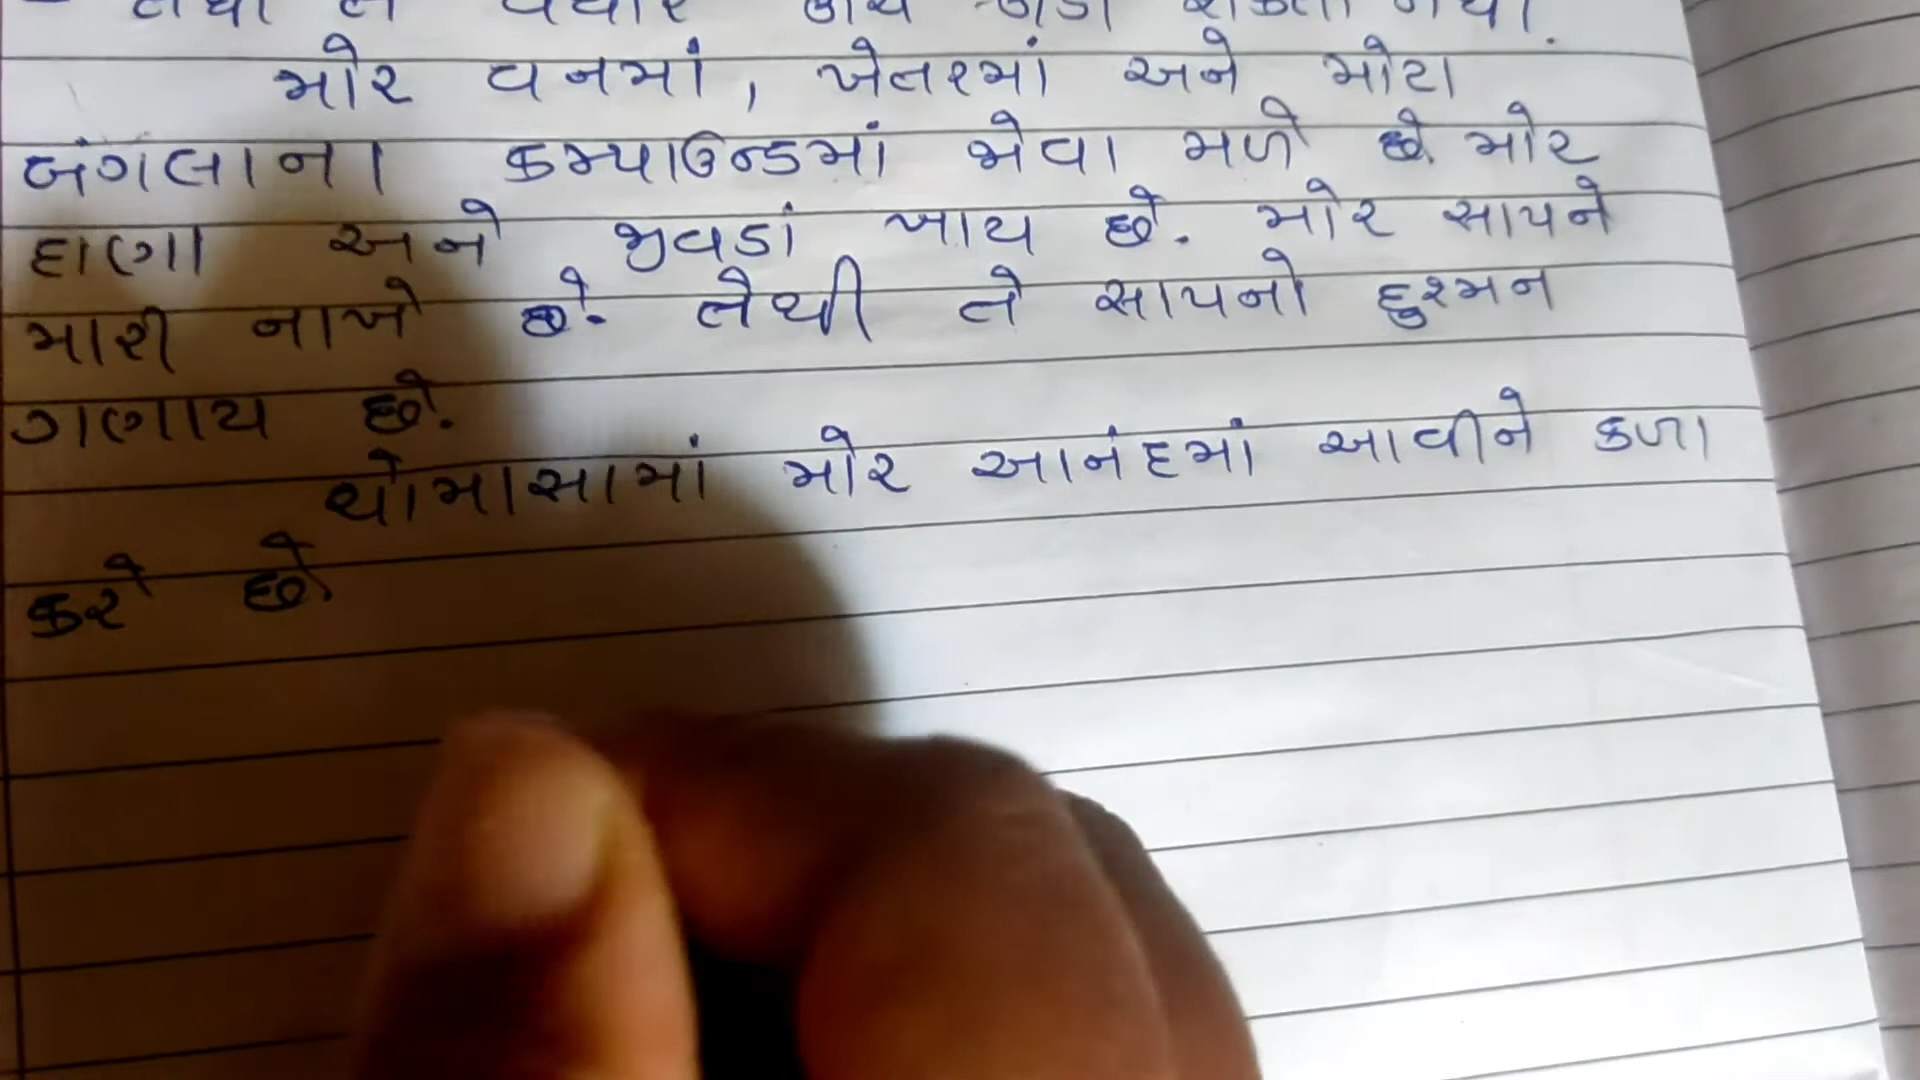 મોર વનમાં, ખેતરમાં અને મોટા
બંગલાના કમ્પાઉન્ડમાં જોવા મળે છે. મોર
દાણા અને જીવડાં ખાય છે. મોર સાપને
મારી નાખે છે. તેથી તે સાપનો દુશ્મન
ગણાય છે.
ચોમાસામાં મોર આનંદમાં આવીને કળા
કરે છે.